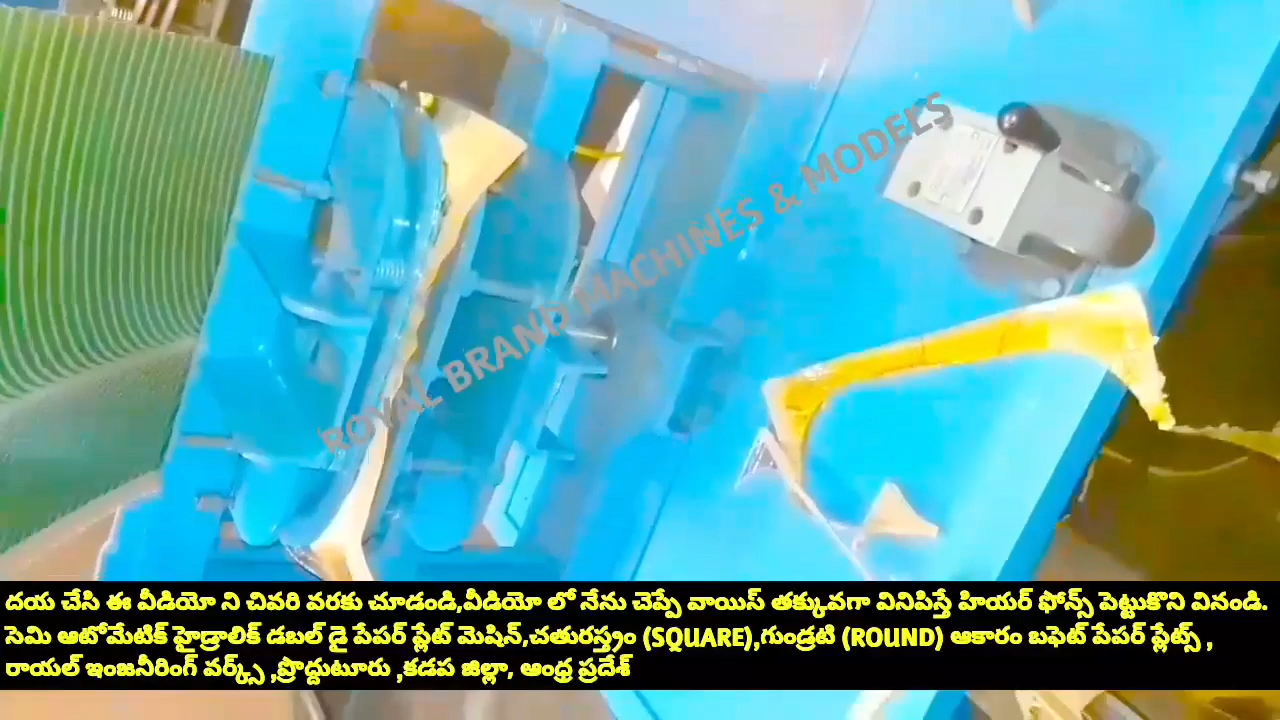 ROYAL BRAND MACHINES & MODELS
దయ చేసి ఈ వీడియో ని చివరి వరకు చూడండి,వీడియో లో నేను చెప్పే వాయిస్ తక్కువగా వినిపిస్తే హియర్ ఫోన్స్ పెట్టుకొని వినండి.
సెమి ఆటోమేటిక్ హైడ్రాలిక్ డబల్ డై పేపర్ ప్లేట్ మెషిన్,చతురస్త్రం (SQUARE),గుండ్రటి (ROUND) ఆకారం బఫెట్ పేపర్ ప్లేట్స్ ,
రాయల్ ఇంజనీరింగ్ వర్క్స్ ,ప్రొద్దుటూరు ,కడప జిల్లా, ఆంధ్ర ప్రదేశ్